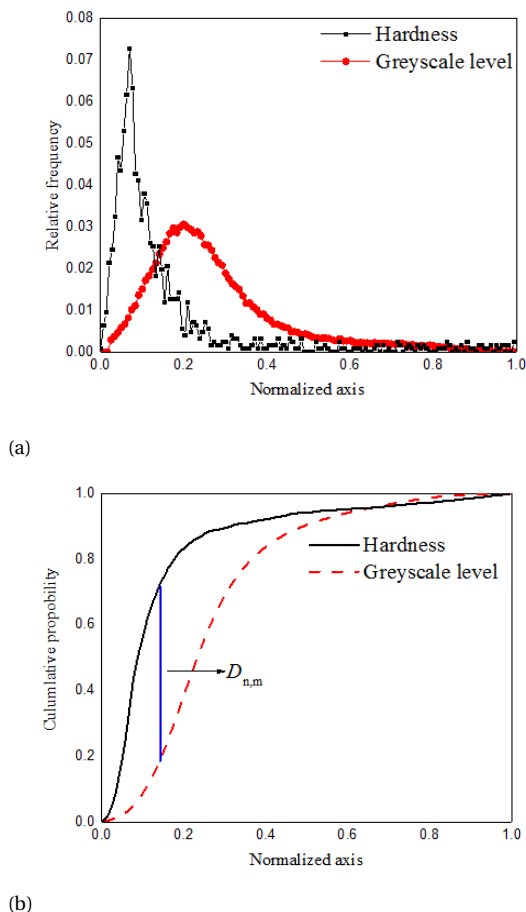 0.08
0.07
0.06
0.05
0.04
0.03
0.02
0.01
0.00
Relative frequency
Hardness
Greyscale level
0.0 0.2 0.4 0.6 0.8 1.0
Normalized axis
(a)
1.0
0.8
0.6
0.4
0.2
0.0
Culumlative propobility
Hardness
Greyscale level
D n,m
0.0 0.2 0.4 0.6 0.8 1.0
Normalized axis
(b)